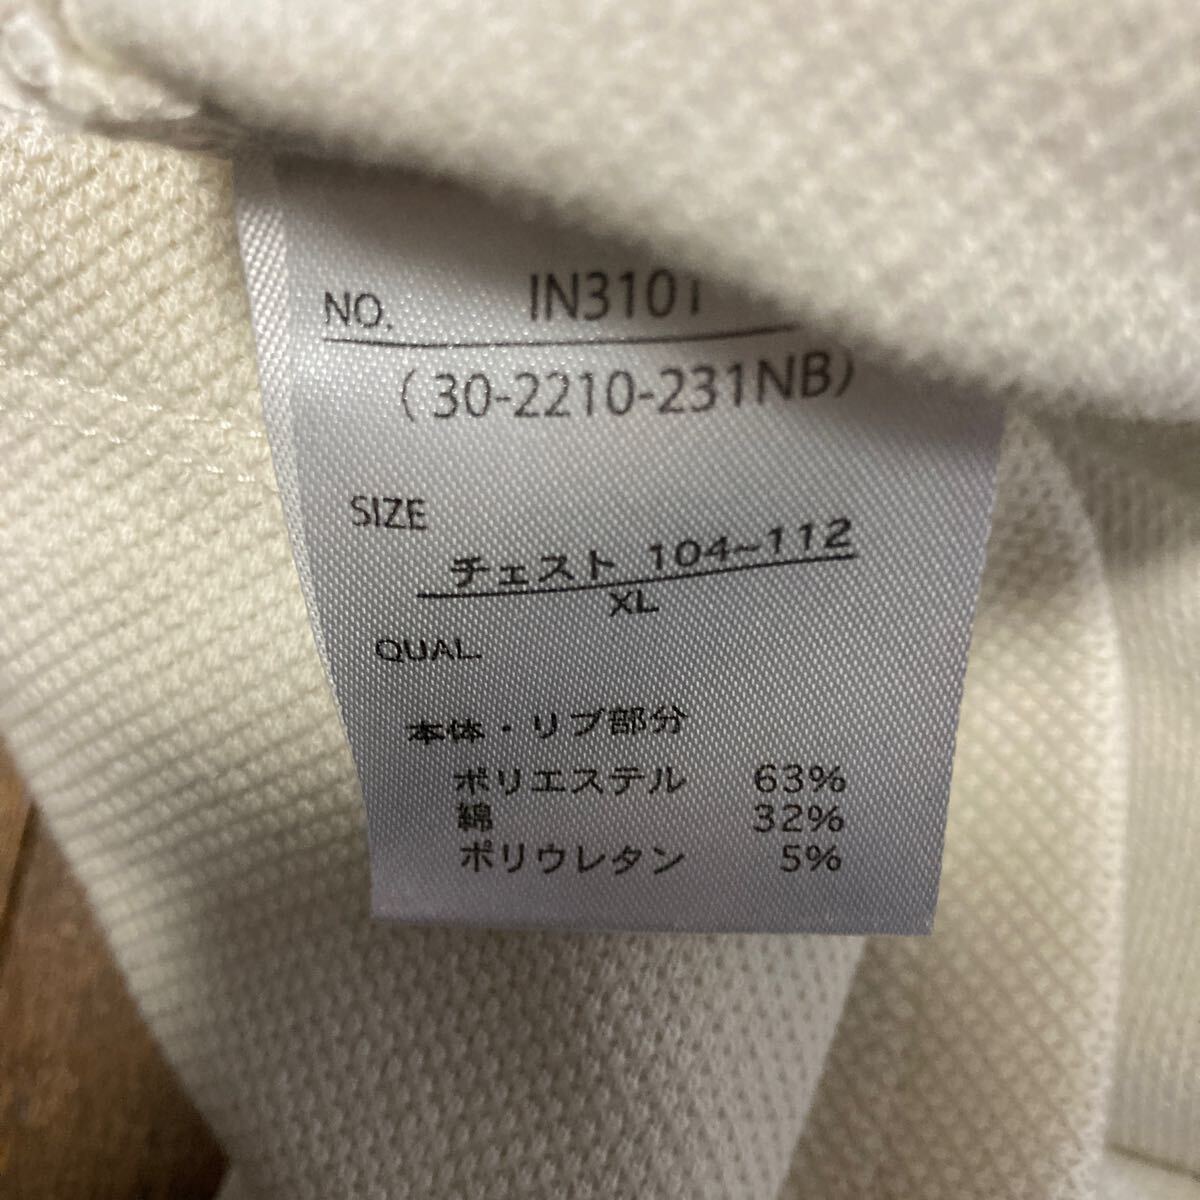 NO. IN3101
(30-2210-231NB)
SIZE
チェスト 104~112
XL
QUAL.
本体・リブ部分
ポリエステル 63%
綿 32%
ポリウレタン 5%